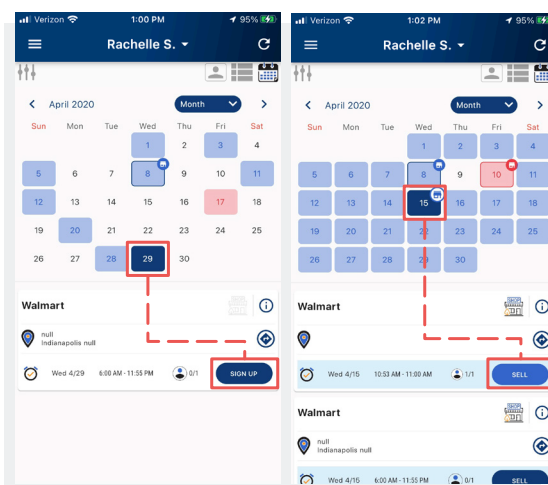 Verizon 1:00 PM 95%
Rachelle S.
April 2020 Month
Sun Mon Tue Wed Thu Fri Sat
1 2 3 4
5 6 7 8 9 10 11
12 13 14 15 16 17 18
19 20 21 22 23 24 25
26 27 28 29 30
Walmart
null
Indianapolis null
Wed 4/29 6:00 AM - 11:55 PM 0/1 SIGN UP
Verizon 1:02 PM 95%
Rachelle S.
April 2020 Month
Sun Mon Tue Wed Thu Fri Sat
1 2 3 4
5 6 7 8 9 10 11
12 13 14 15 16 17 18
19 20 21 22 23 24 25
26 27 28 29 30
Walmart
SHOP
Wed 4/15 10:53 AM - 11:00 AM 1/1 SELL
Walmart
SHOP
null
Indianapolis null
Wed 4/15 6:00 AM - 11:55 PM 0/1 SELL